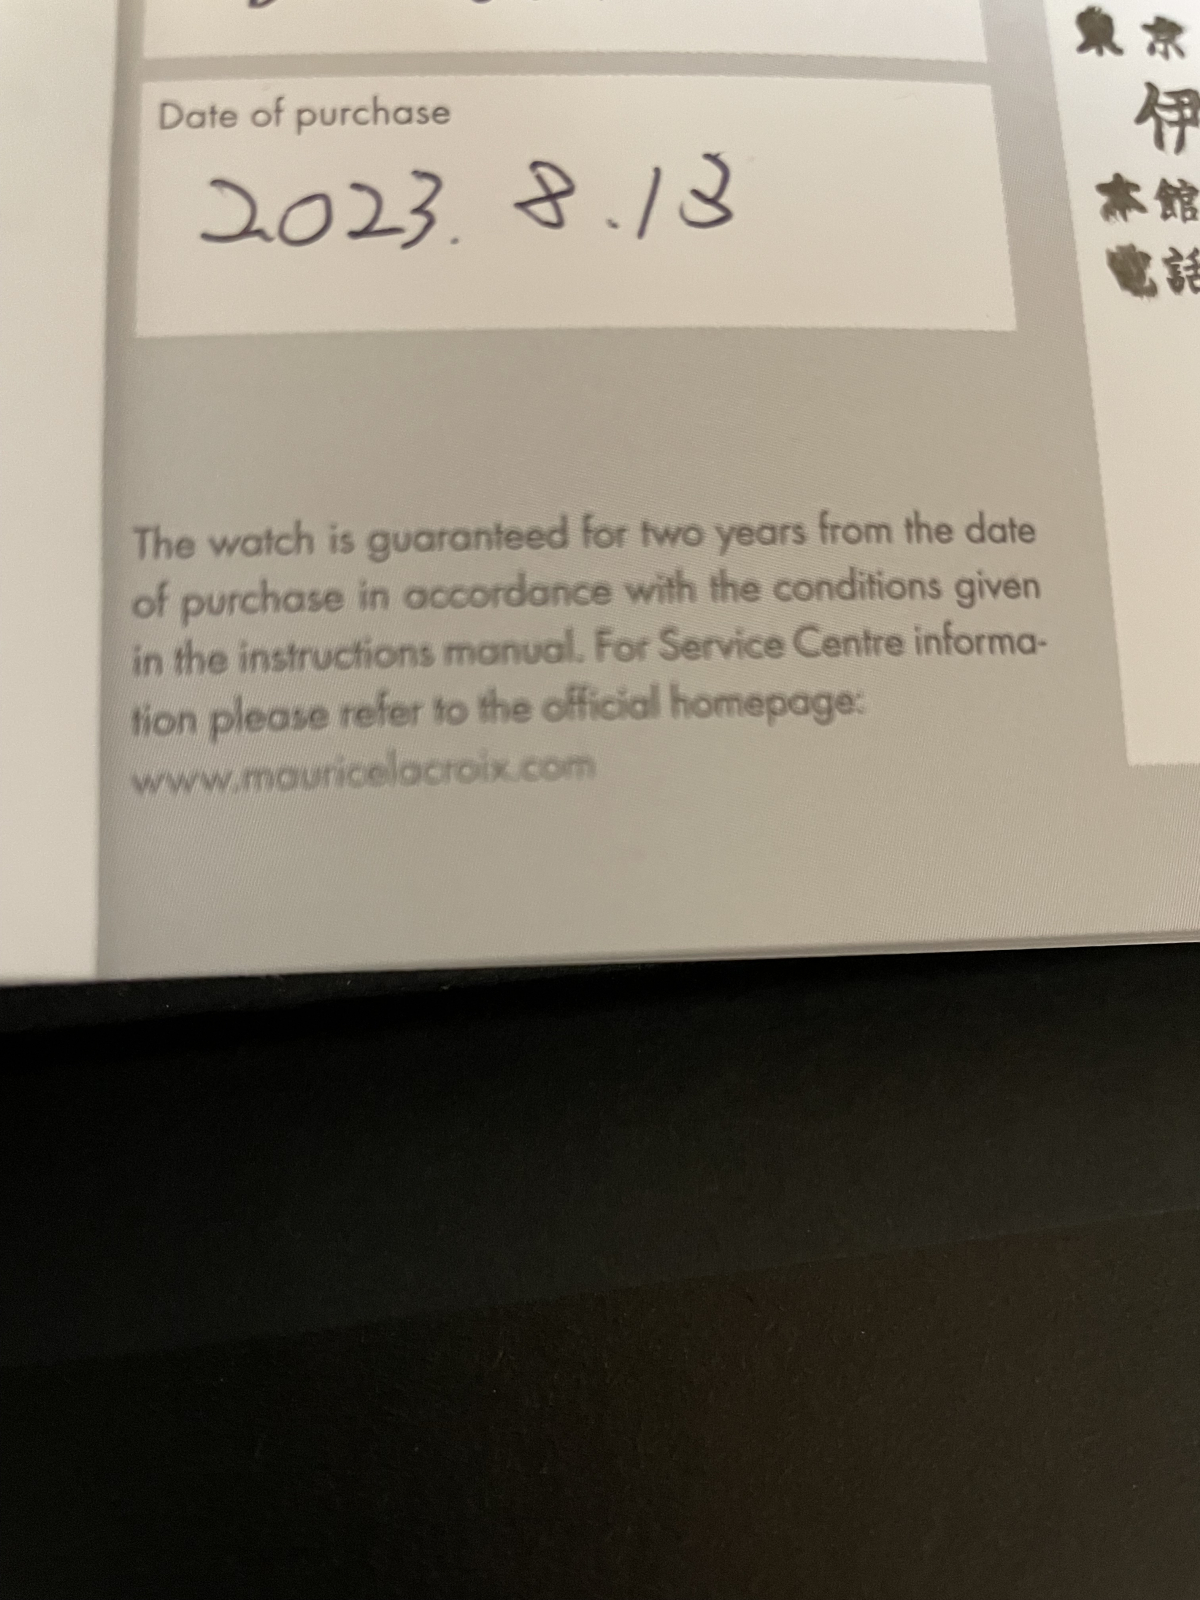 Date of purchase
2023. 8.13
The watch is guaranteed for two years from the date
of purchase in accordance with the conditions given
in the instructions manual. For Service Centre informa-
tion please refer to the official homepage:
www.mauricelacroix.com
東京
伊
本館
電話